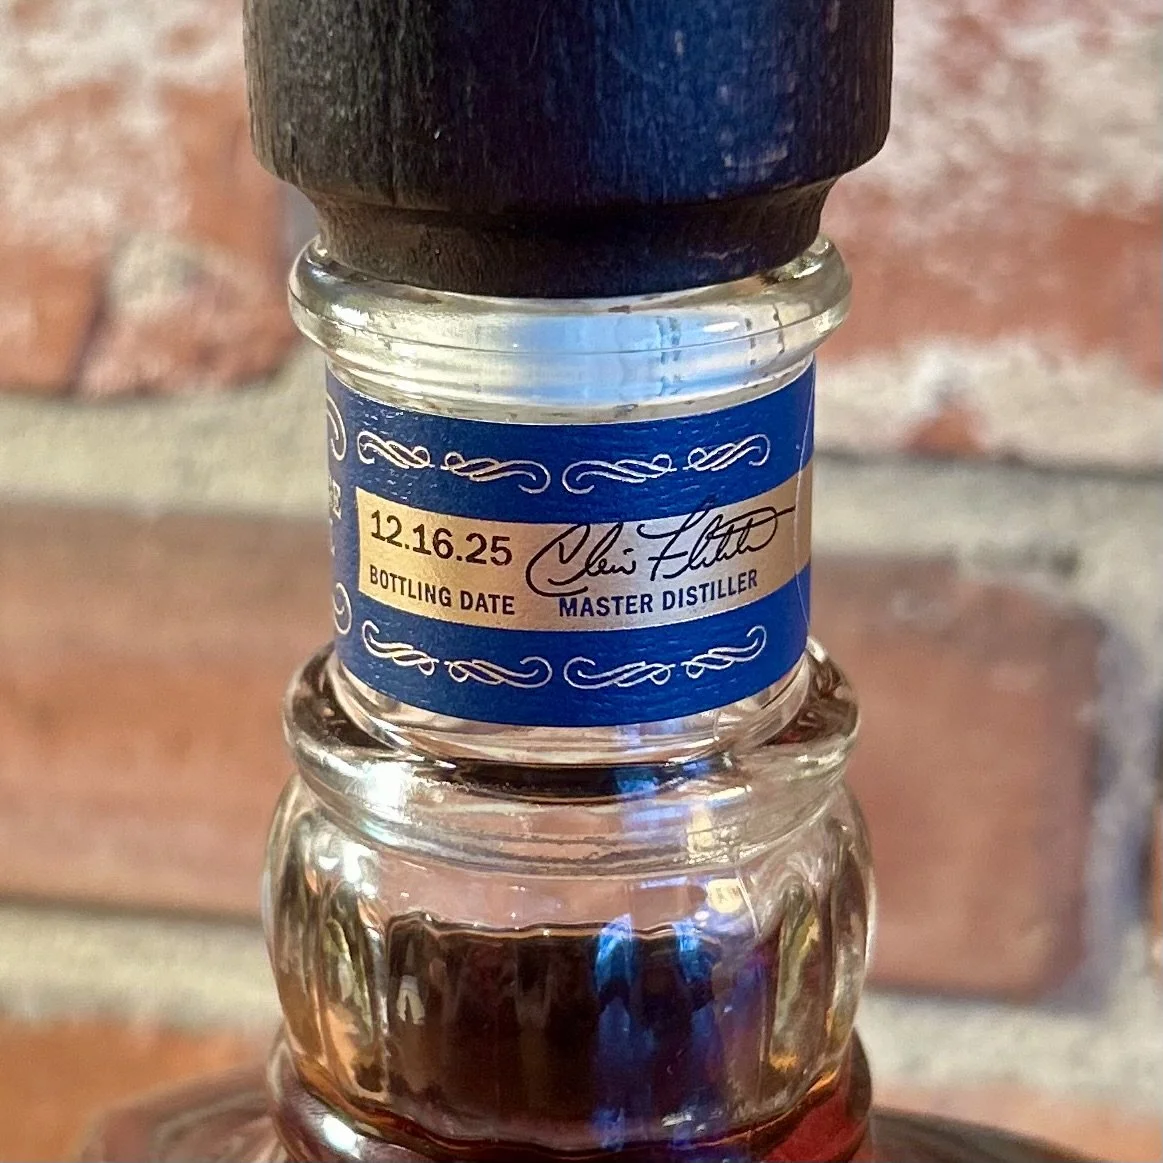 12.16.25
BOTTLING DATE
MASTER DISTILLER